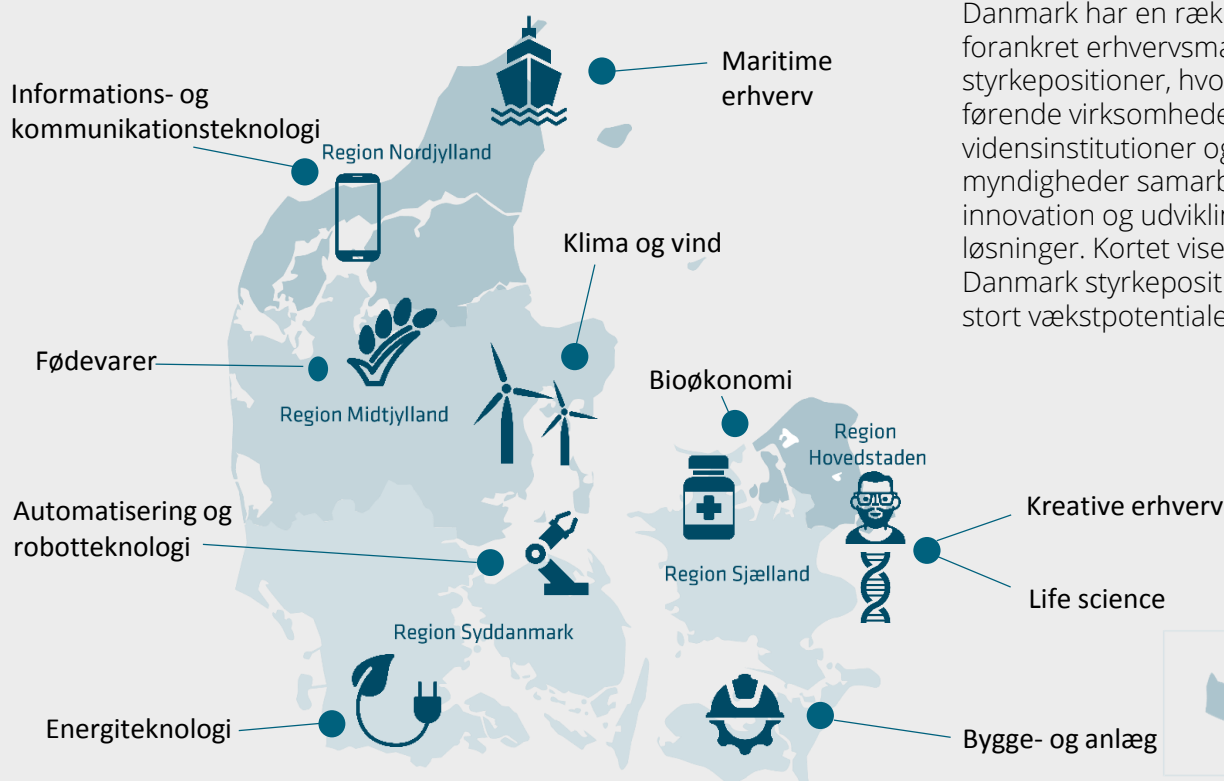 Danmark har en ræk
forankret erhvervsma
styrkepositioner, hvo
førende virksomhede
vidensinstitutioner og
myndigheder samarb
innovation og udviklin
løsninger. Kortet vise
Danmark styrkeposit
stort vækstpotentiale
Maritime
erhverv
Informations- og
kommunikationsteknologi
Region Nordjylland
Klima og vind
Fødevarer
Region Midtjylland
Bioøkonomi
Region
Hovedstaden
Automatisering og
robotteknologi
Kreative erhverv
Region Sjælland
Life science
Region Syddanmark
Energiteknologi
Bygge- og anlæg